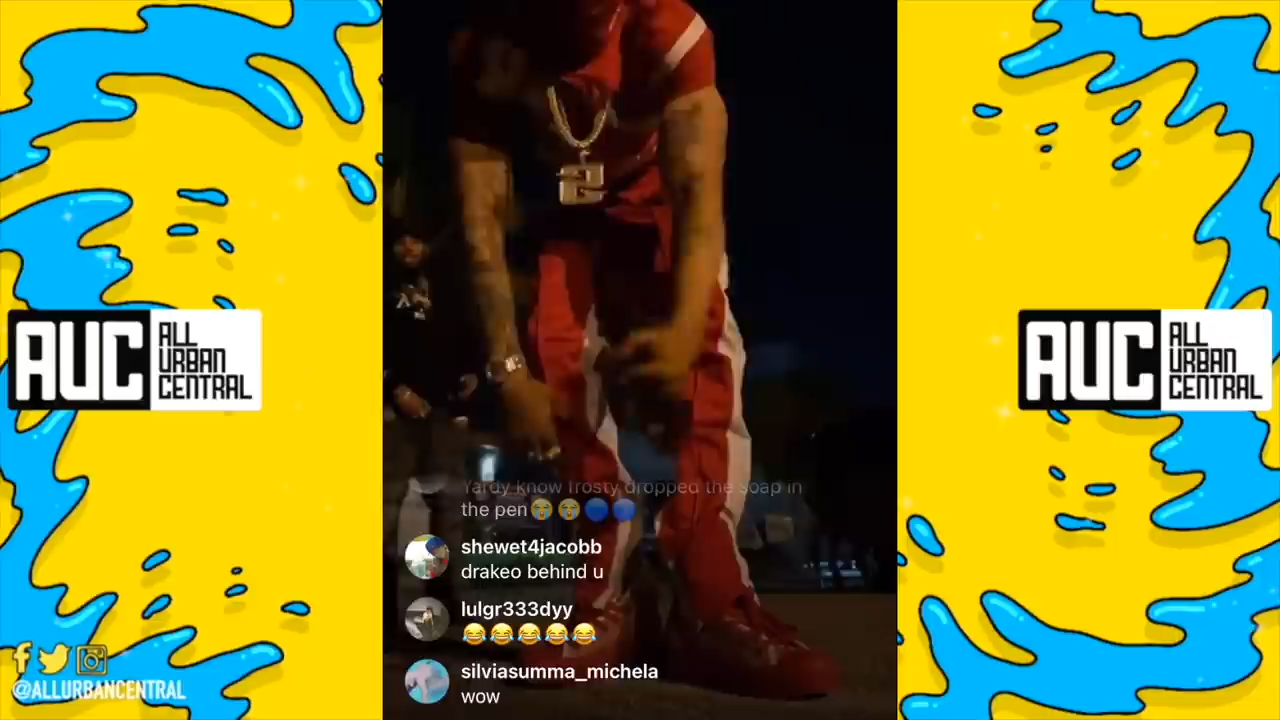 AUC
ALL
URBAN
CENTRAL
@ALLURBANCENTRAL
Yardy know frosty dropped the soap in
the pen😭😭🔵🔵
shewet4jacobb
drakeo behind u
lulgr333dyy
😂😂😂😂😂
silviasumma_michela
wow
AUC
ALL
URBAN
CENTRAL